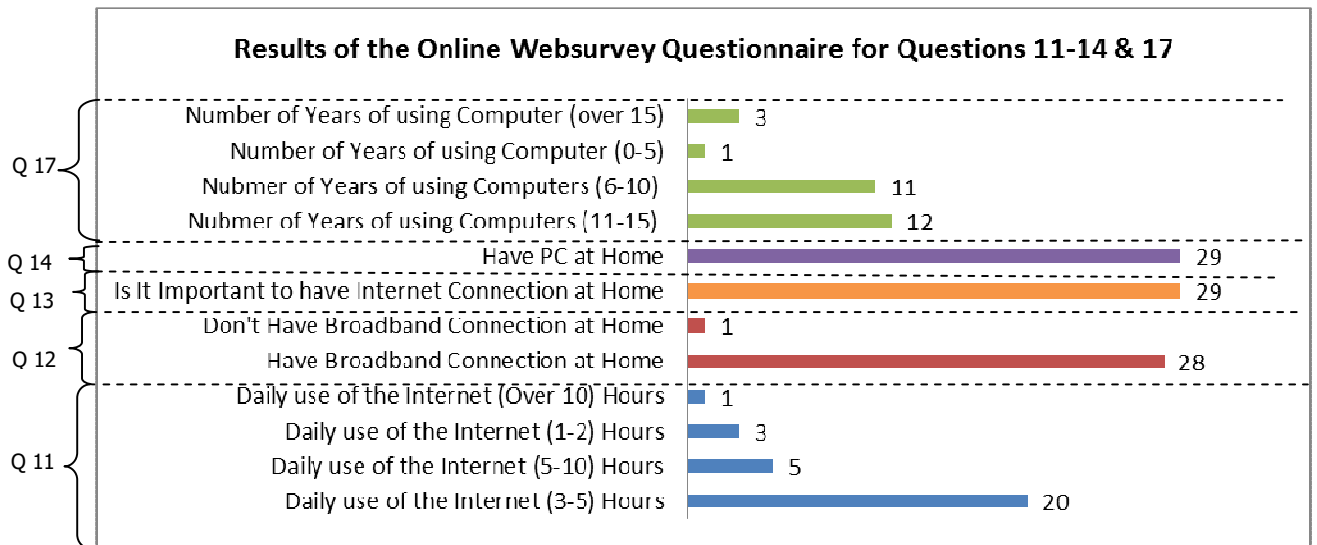 Results of the Online Websurvey Questionnaire for Questions 11-14 & 17
Q 17
Number of Years of using Computer (over 15) 3
Number of Years of using Computer (0-5) 1
Nubmer of Years of using Computers (6-10) 11
Nubmer of Years of using Computers (11-15) 12
Q 14
Have PC at Home 29
Q 13
Is It Important to have Internet Connection at Home 29
Q 12
Don't Have Broadband Connection at Home 1
Have Broadband Connection at Home 28
Q 11
Daily use of the Internet (Over 10) Hours 1
Daily use of the Internet (1-2) Hours 3
Daily use of the Internet (5-10) Hours 5
Daily use of the Internet (3-5) Hours 20